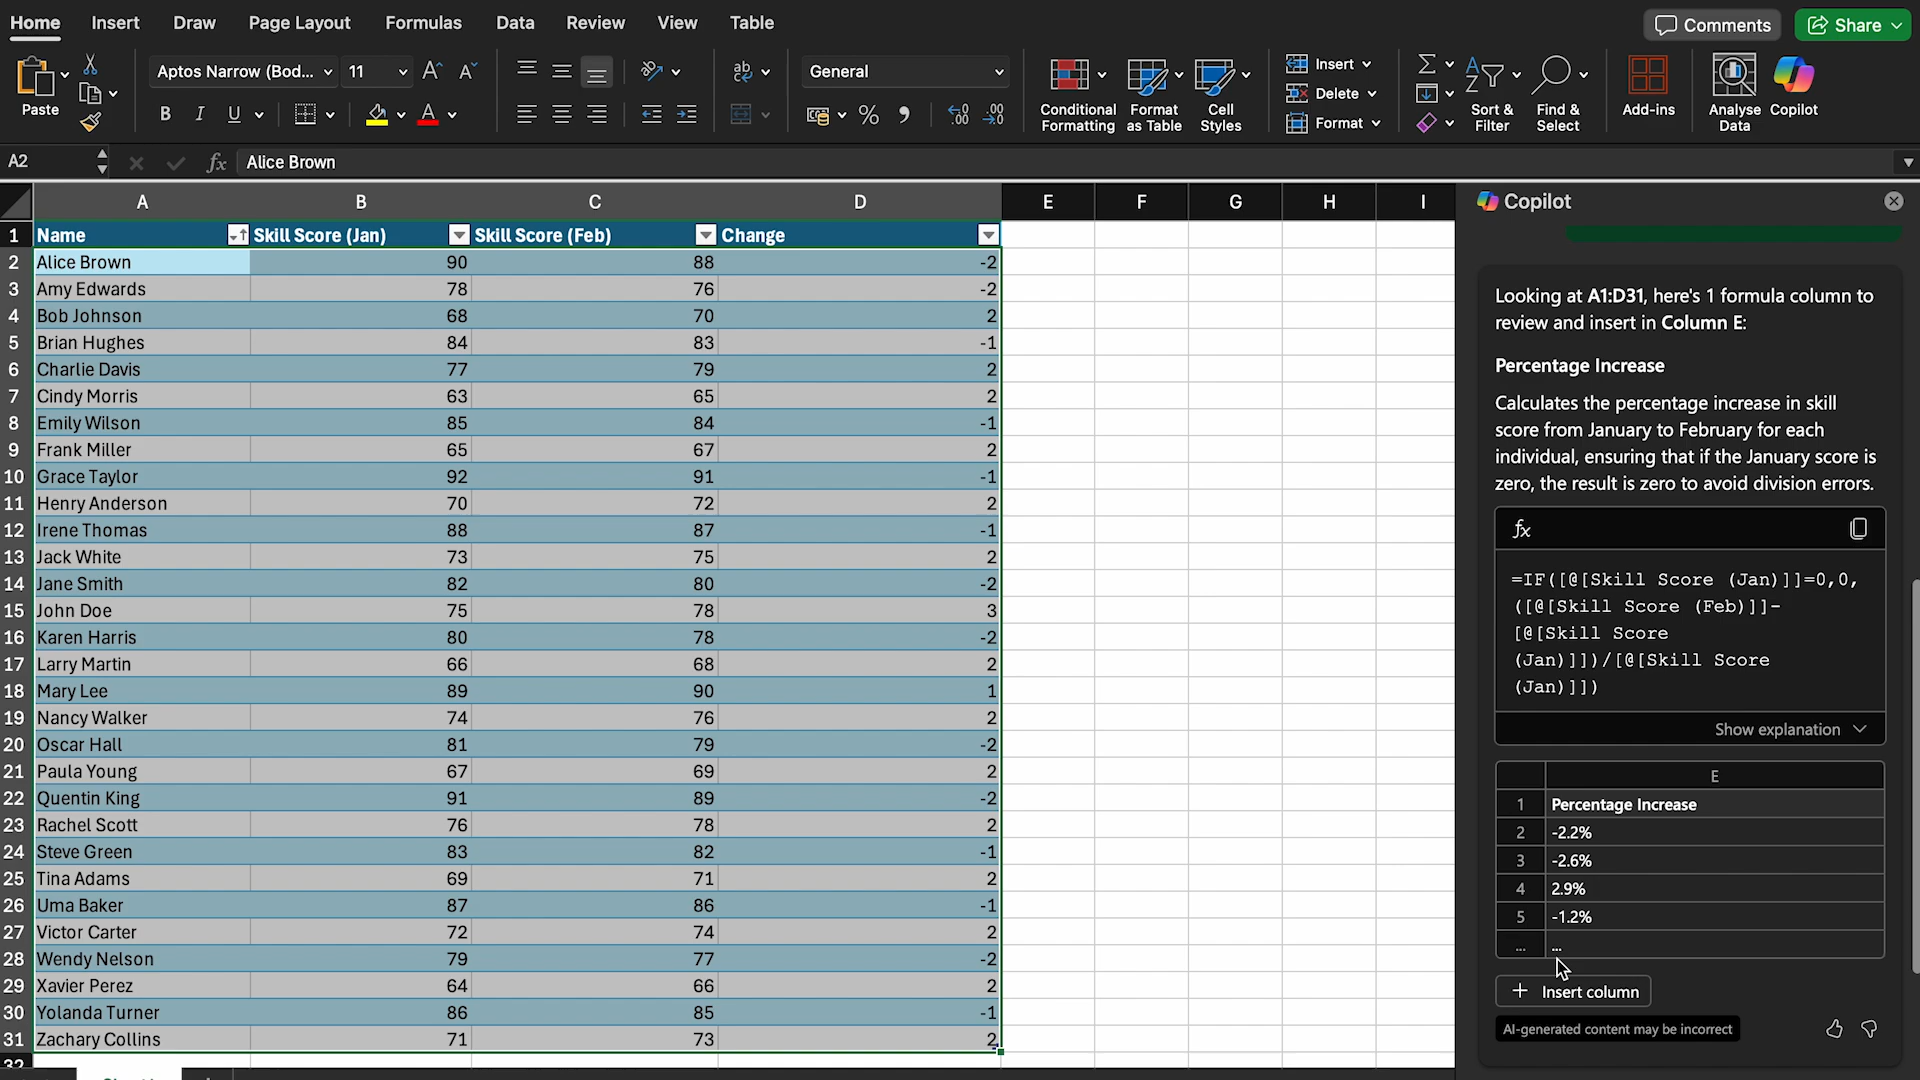 Home Insert Draw Page Layout Formulas Data Review View Table Comments Share
Paste
Aptos Narrow (Bod... 11
B I U
General
Conditional Formatting
Format as Table
Cell Styles
Insert
Delete
Format
Sort & Filter
Find & Select
Add-ins
Analyse Data
Copilot
A2 fx Alice Brown
A B C D E F G H I
1 Name Skill Score (Jan) Skill Score (Feb) Change
2 Alice Brown 90 88 -2
3 Amy Edwards 78 76 -2
4 Bob Johnson 68 70 2
5 Brian Hughes 84 83 -1
6 Charlie Davis 77 79 2
7 Cindy Morris 63 65 2
8 Emily Wilson 85 84 -1
9 Frank Miller 65 67 2
10 Grace Taylor 92 91 -1
11 Henry Anderson 70 72 2
12 Irene Thomas 88 87 -1
13 Jack White 73 75 2
14 Jane Smith 82 80 -2
15 John Doe 75 78 3
16 Karen Harris 80 78 -2
17 Larry Martin 66 68 2
18 Mary Lee 89 90 1
19 Nancy Walker 74 76 2
20 Oscar Hall 81 79 -2
21 Paula Young 67 69 2
22 Quentin King 91 89 -2
23 Rachel Scott 76 78 2
24 Steve Green 83 82 -1
25 Tina Adams 69 71 2
26 Uma Baker 87 86 -1
27 Victor Carter 72 74 2
28 Wendy Nelson 79 77 -2
29 Xavier Perez 64 66 2
30 Yolanda Turner 86 85 -1
31 Zachary Collins 71 73 2
32
Copilot
Looking at A1:D31, here's 1 formula column to
review and insert in Column E:
Percentage Increase
Calculates the percentage increase in skill
score from January to February for each
individual, ensuring that if the January score is
zero, the result is zero to avoid division errors.
fx
=IF([@[Skill Score (Jan)]]=0,0,
([@[Skill Score (Feb)]]-
[@[Skill Score
(Jan)]])/[@[Skill Score
(Jan)]])
Show explanation
E
1 Percentage Increase
2 -2.2%
3 -2.6%
4 2.9%
5 -1.2%
... ...
+ Insert column
AI-generated content may be incorrect